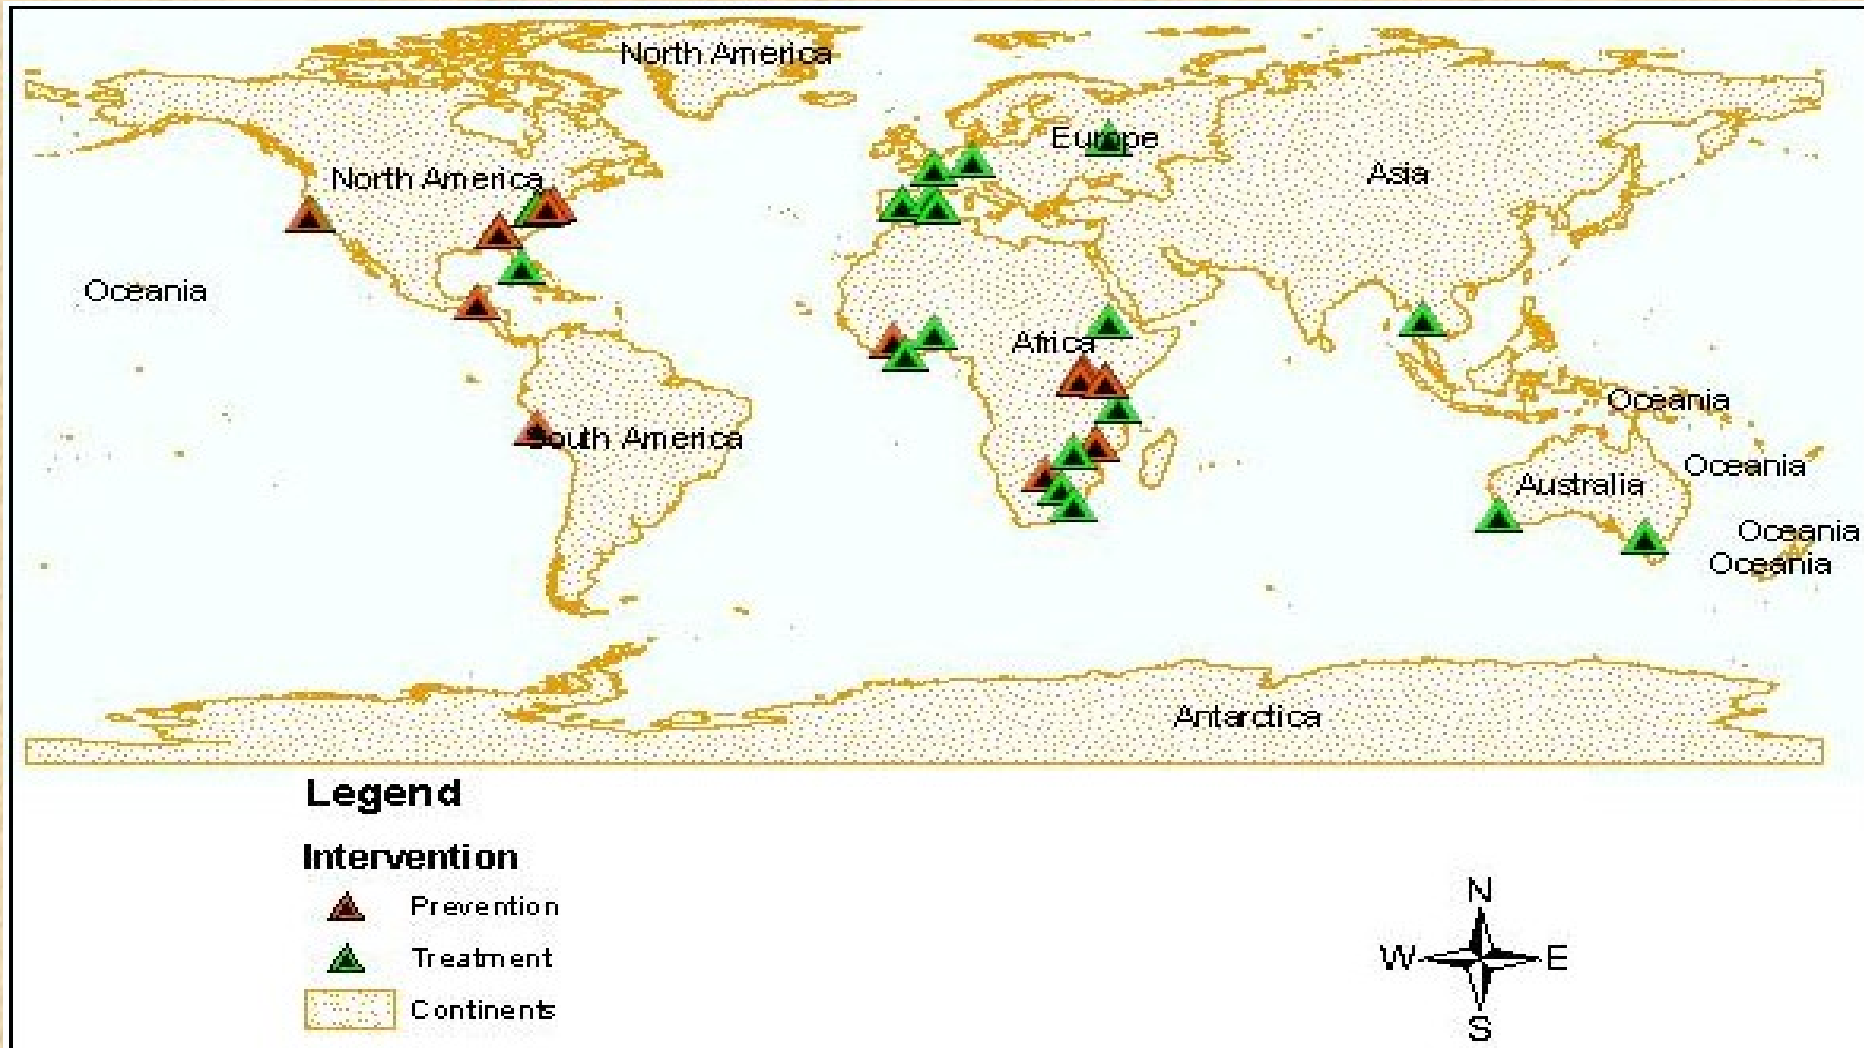 North America
Europe
North America
Asia
Oceania
Africa
Oceania
South America
Oceania
Australia
Oceania
Oceania
Antarctica
Legend
Intervention
Prevention
Treatment
Continents
N
W E
S